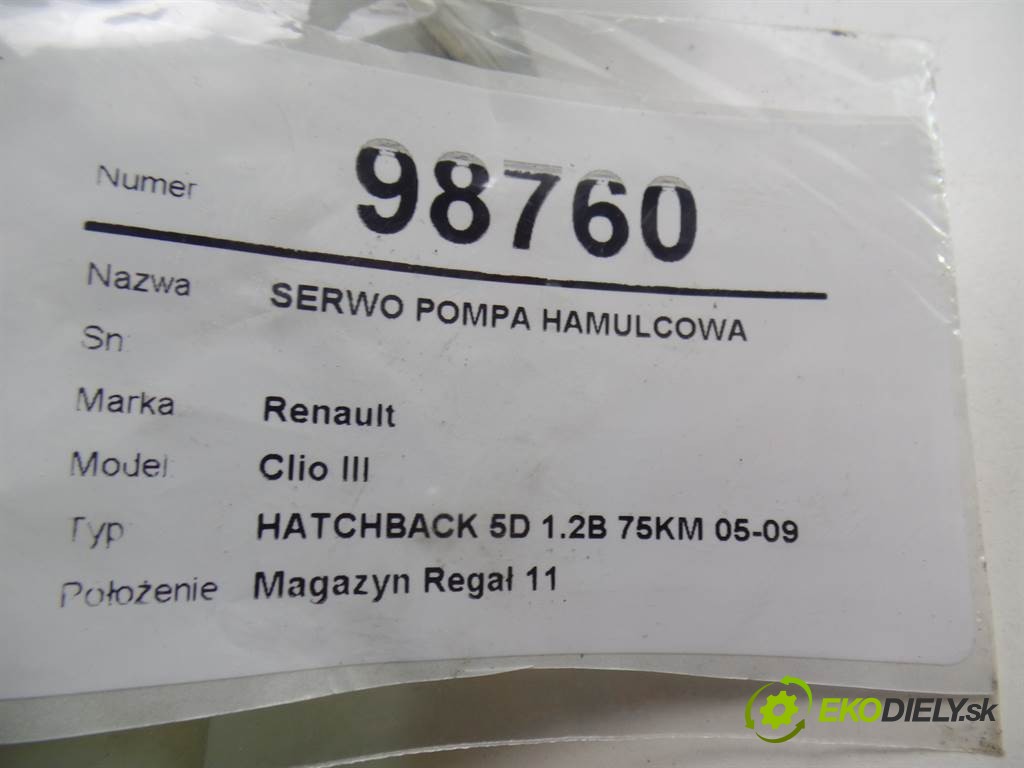 Numer 98760
Nazwa SERWO POMPA HAMULCOWA
Sn:
Marka Renault
Model: Clio III
Typ HATCHBACK 5D 1.2B 75KM 05-09
Położenie Magazyn Regał 11
EKODIELY.sk